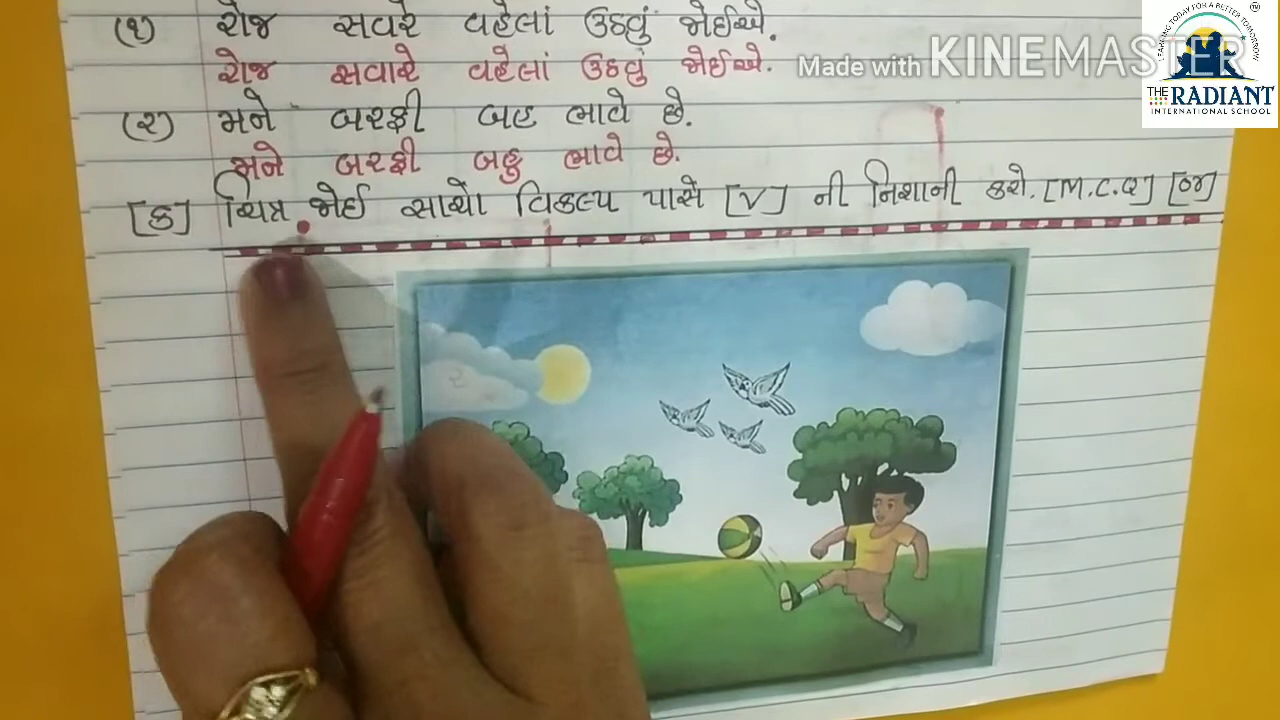 (૧) રોજ સવરે વહેલાં ઉઠવું જોઈએ.
રોજ સવારે વહેલાં ઉઠવું જોઈએ.
(૨) મને બરફી બહ ભાવે છે.
મને બરફી બહુ ભાવે છે.
[ક] ચિત્ર જોઈ સાચો વિકલ્પ પાસે [√] ની નિશાની કરો. [M.C.Q] [૦૪]
Made with KINEMASTER
THE RADIANT
INTERNATIONAL SCHOOL